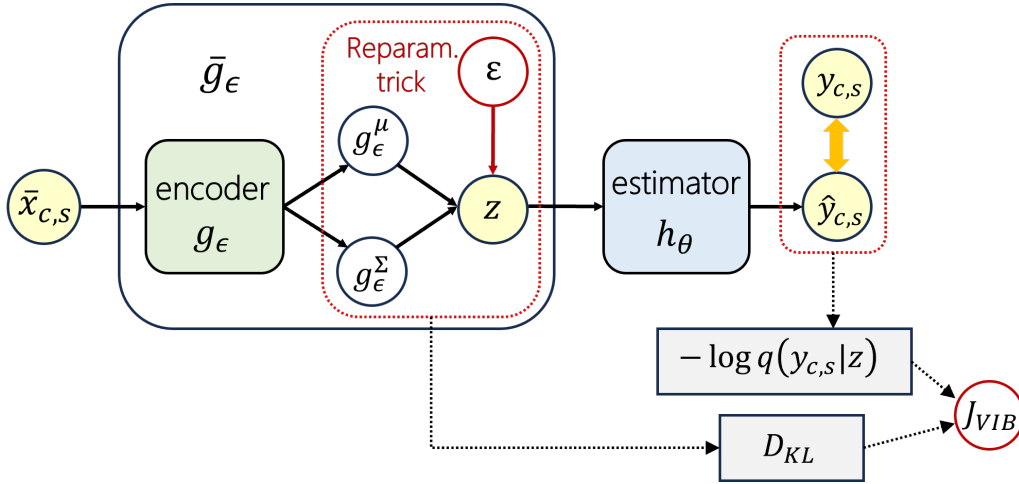 ḡ_ϵ
Reparam.
trick
ε
x̄_{c,s}
encoder
g_ϵ
g_ϵ^μ
g_ϵ^Σ
z
estimator
h_θ
y_{c,s}
ŷ_{c,s}
− log q(y_{c,s}|z)
D_{KL}
J_{VIB}